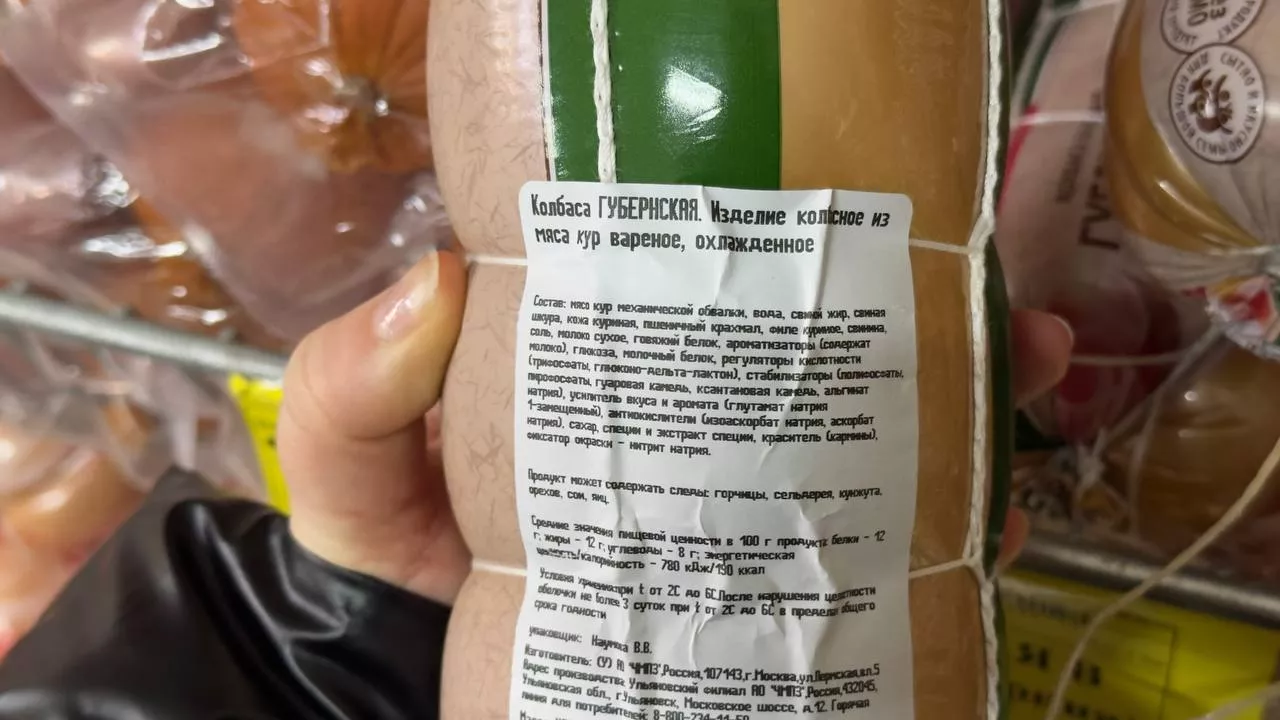 Колбаса ГУБЕРНСКАЯ. Изделие колбасное из
мяса кур вареное, охлажденное
Состав: мясо кур механической обвалки, вода, свиной жир, свиная
шкура, кожа куриная, пшеничный крахмал, филе куриное, свинина,
соль, молоко сухое, говяжий белок, ароматизаторы (содержат
молоко), глюкоза, молочный белок, регуляторы кислотности
(трифосфаты, глюконо-дельта-лактон), стабилизаторы (полифосфаты,
пирофосфаты, гуаровая камедь, ксантановая камедь, альгинат
натрия), усилитель вкуса и аромата (глутамат натрия
1-замещенный), антиокислители (изоаскорбат натрия, аскорбат
натрия), сахар, специи и экстракт специи, краситель (кармины),
фиксатор окраски - нитрит натрия.
Продукт может содержать следы: горчицы, сельдерея, кунжута,
орехов, сои, яиц.
Средние значения пищевой ценности в 100 г продукта: белки - 12
г; жиры - 12 г; углеводы - 8 г; энергетическая
ценность/калорийность - 780 кДж/190 ккал
Условия хранения:при t от 2С до 6С.После нарушения целостности
оболочки не более 3 суток при t от 2С до 6С в пределах общего
срока годности
упаковщик: Наумова В.В.
Изготовитель: (У) АО "ЧМПЗ",Россия,107143,г.Москва,ул.Пермская,вл.5
Адрес производства: Ульяновский филиал АО "ЧМПЗ",Россия,432045,
Ульяновская обл., г.Ульяновск, Московское шоссе, д.12. Горячая
линия для потребителей: 8-800-234-44-50
СЫТНО И ВКУСНО